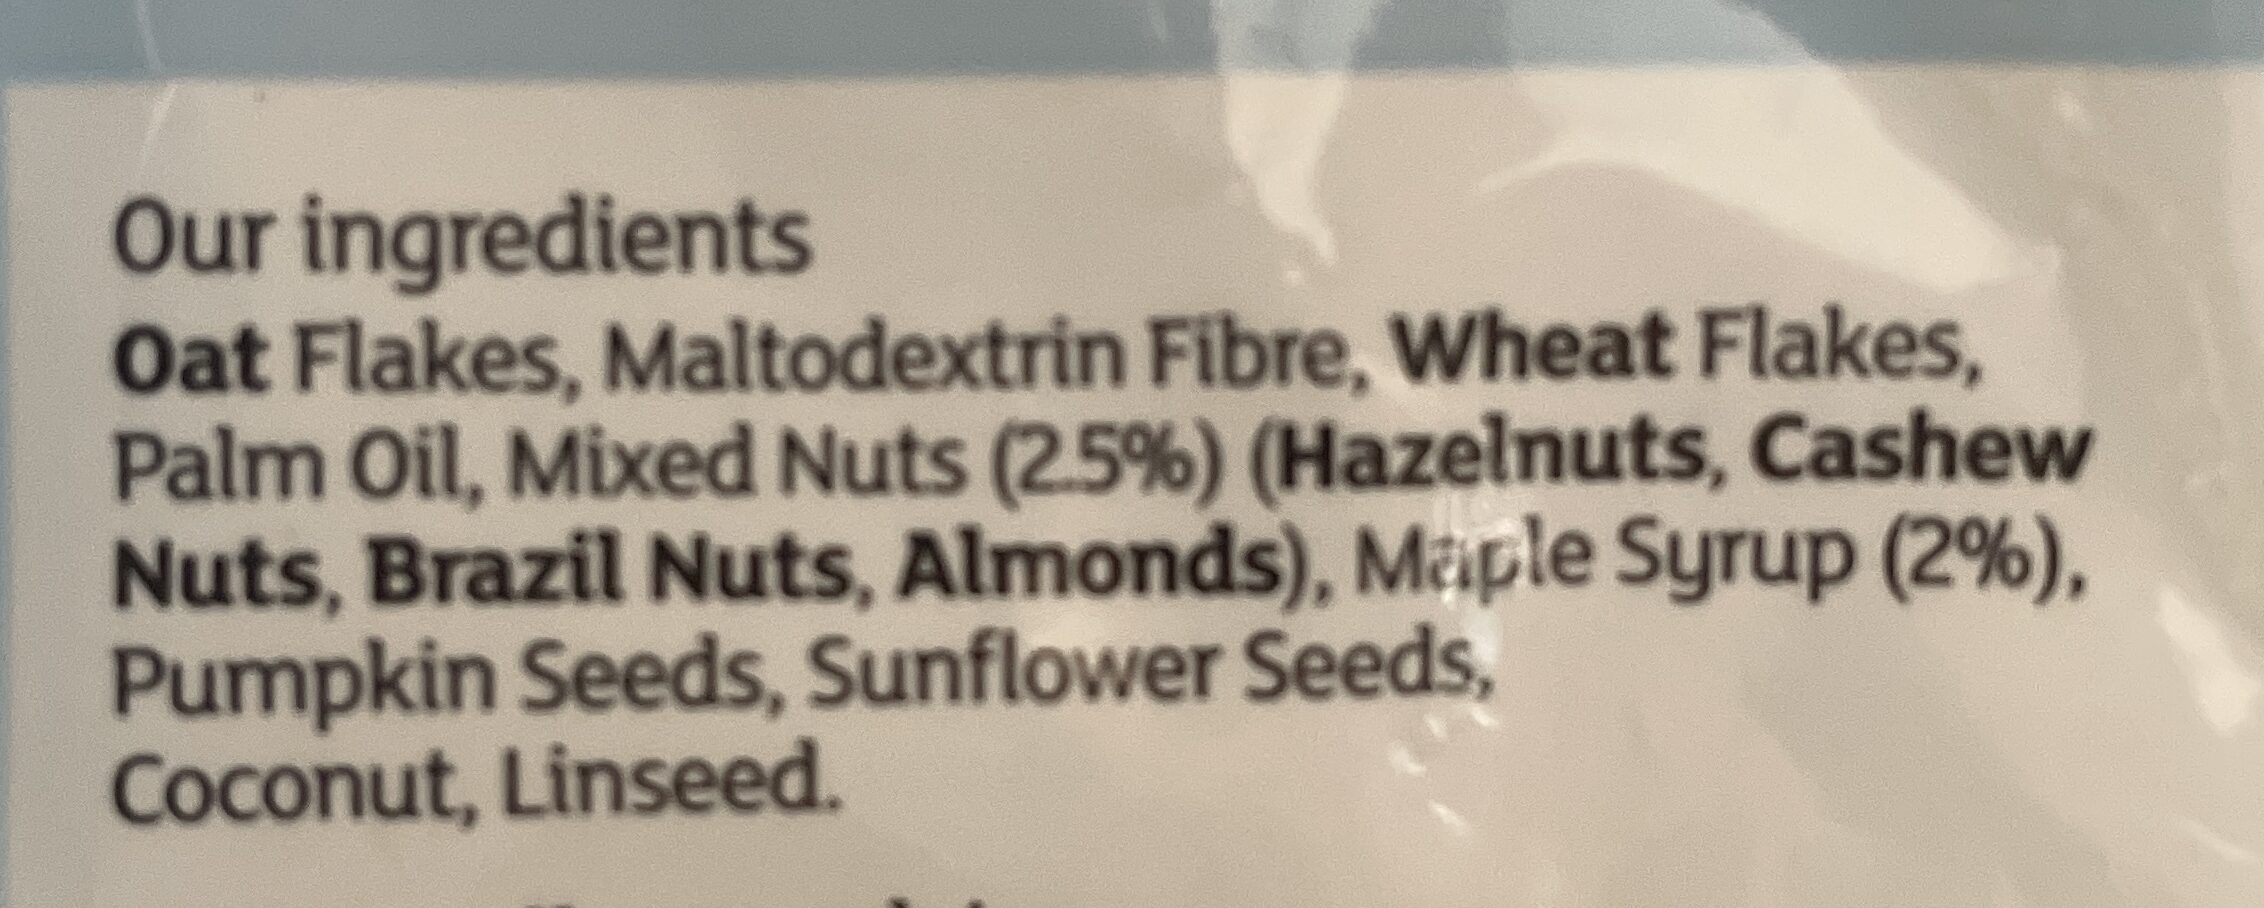 Our ingredients
Oat Flakes, Maltodextrin Fibre, Wheat Flakes,
Palm Oil, Mixed Nuts (2.5%) (Hazelnuts, Cashew
Nuts, Brazil Nuts, Almonds), Maple Syrup (2%),
Pumpkin Seeds, Sunflower Seeds,
Coconut, Linseed.